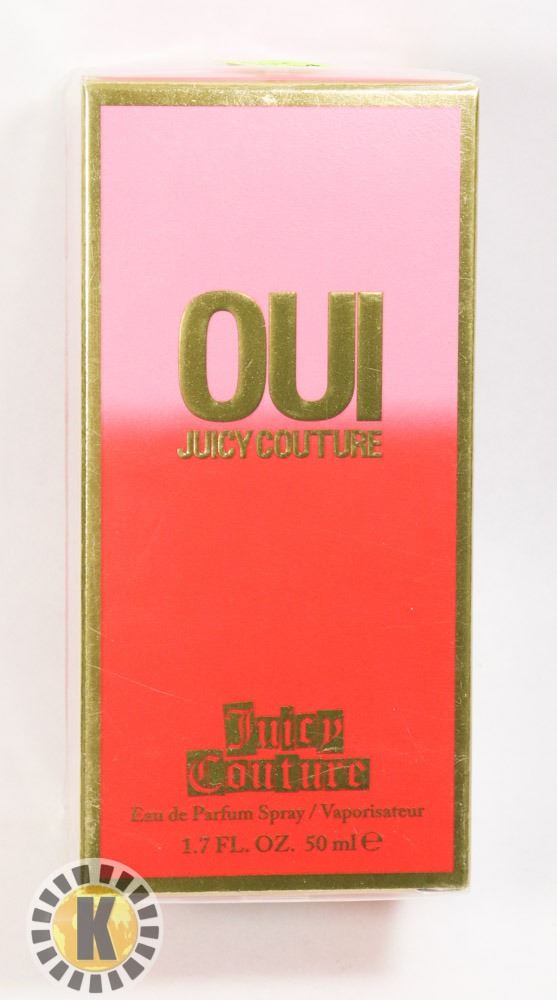 OUI
JUICY COUTURE
Juicy
Couture
Eau de Parfum Spray / Vaporisateur
1.7 FL. OZ. 50 ml ℮
K